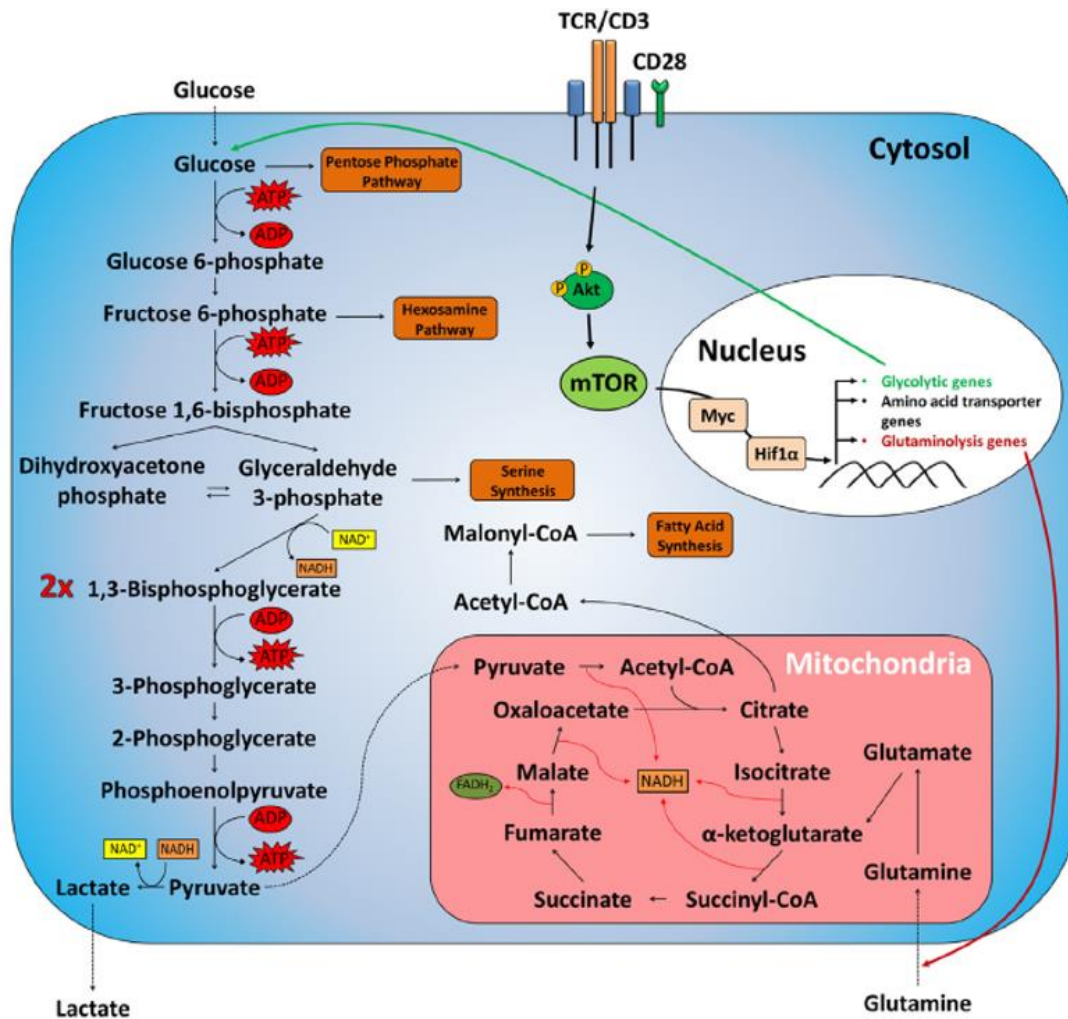 TCR/CD3
CD28
Glucose
Cytosol
Glucose
Pentose Phosphate
Pathway
ATP
ADP
Glucose 6-phosphate
P
P
Akt
Fructose 6-phosphate
Hexosamine
Pathway
ATP
ADP
mTOR
Nucleus
Glycolytic genes
Amino acid transporter
genes
Glutaminolysis genes
Myc
Hif1α
Fructose 1,6-bisphosphate
Dihydroxyacetone
phosphate
Glyceraldehyde
3-phosphate
Serine
Synthesis
NAD⁺
NADH
Malonyl-CoA
Fatty Acid
Synthesis
2x
1,3-Bisphosphoglycerate
Acetyl-CoA
ADP
ATP
3-Phosphoglycerate
2-Phosphoglycerate
Phosphoenolpyruvate
ADP
ATP
NAD⁺
NADH
Lactate
Pyruvate
Lactate
Mitochondria
Pyruvate
Acetyl-CoA
Oxaloacetate
Citrate
Glutamate
Malate
NADH
Isocitrate
FADH₂
Fumarate
α-ketoglutarate
Glutamine
Succinate
Succinyl-CoA
Glutamine